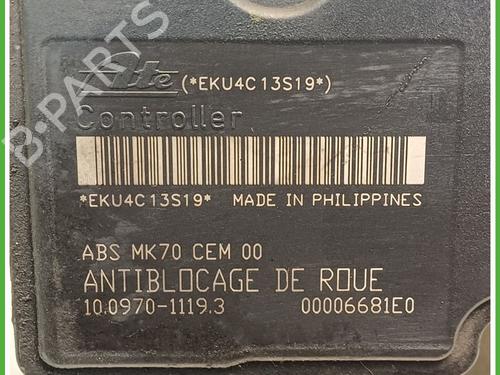 Ate (*EKU4C13S19*)
Controller
*EKU4C13S19* MADE IN PHILIPPINES
ABS MK70 CEM 00
ANTIBLOCAGE DE ROUE
10.0970-1119.3 00006681E0
B-PARTS